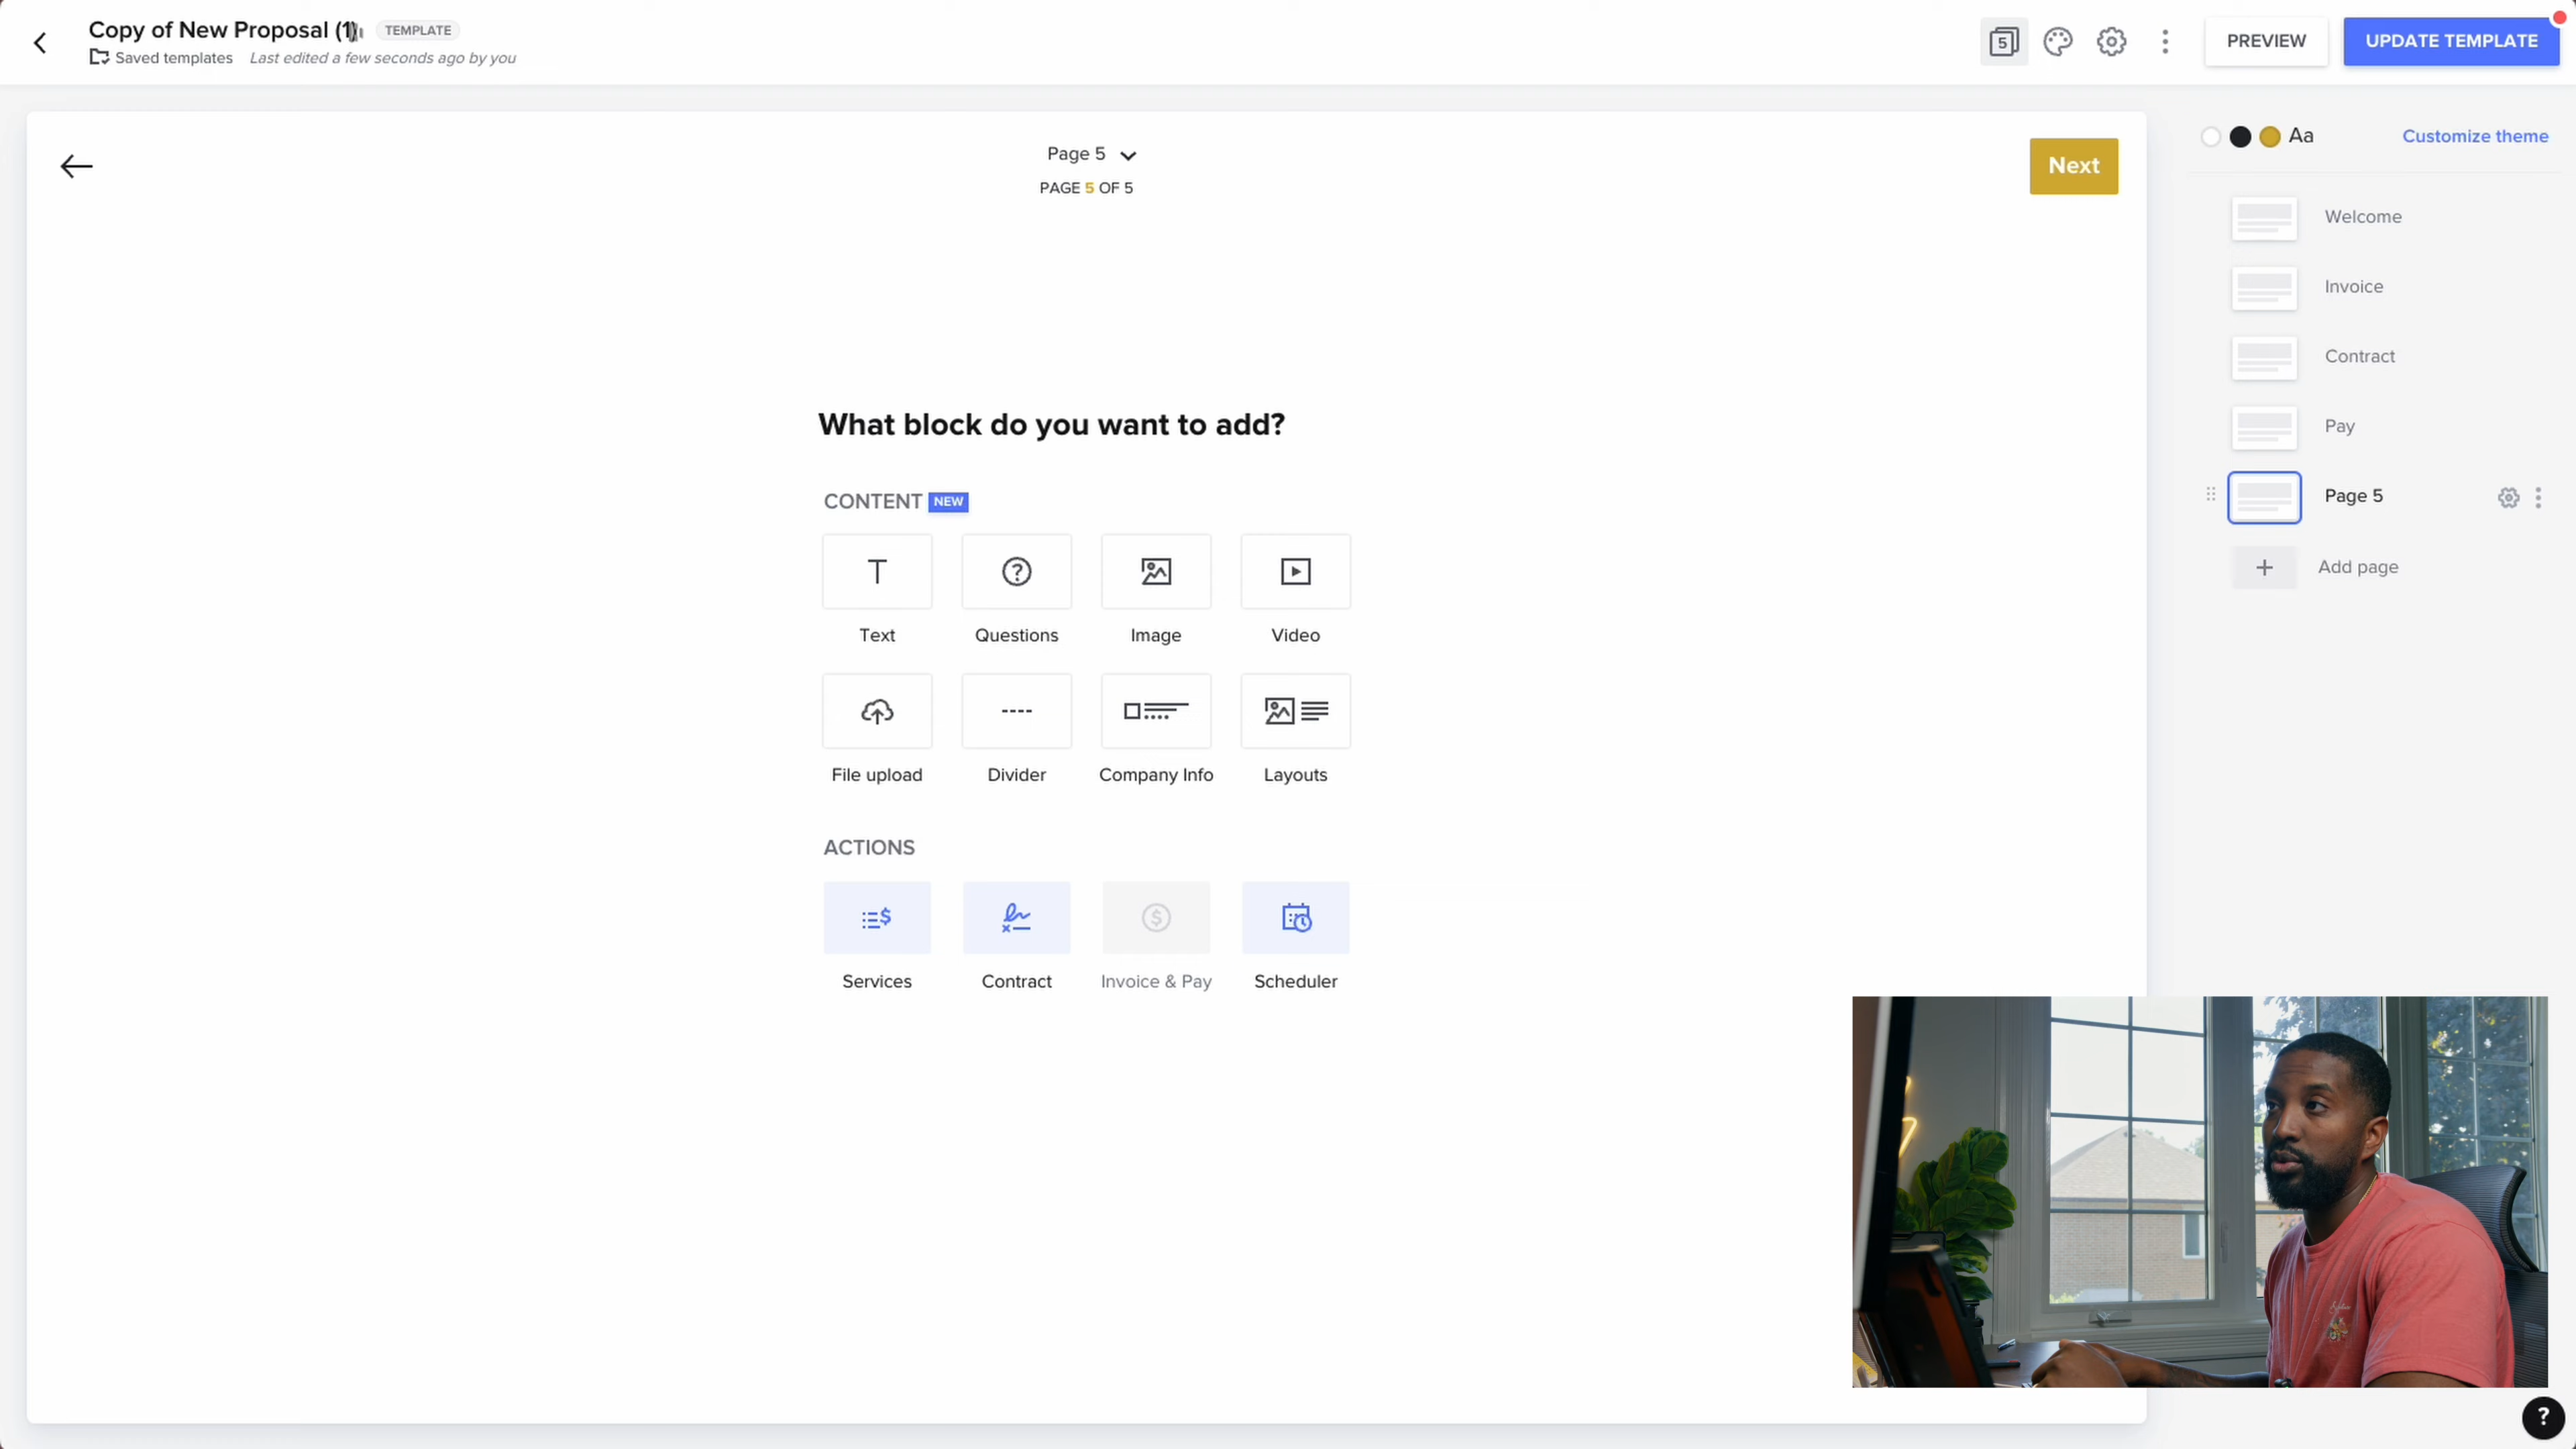 Copy of New Proposal (1)
TEMPLATE
Saved templates
Last edited a few seconds ago by you
5
PREVIEW
UPDATE TEMPLATE
Page 5
PAGE 5 OF 5
Next
Aa
Customize theme
Welcome
Invoice
Contract
Pay
Page 5
Add page
What block do you want to add?
CONTENT NEW
Text
Questions
Image
Video
File upload
Divider
Company Info
Layouts
ACTIONS
Services
Contract
Invoice & Pay
Scheduler
?